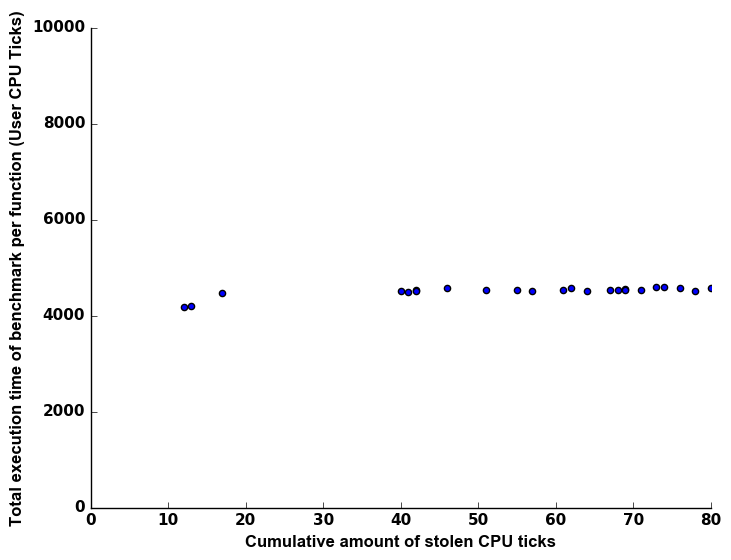 Total execution time of benchmark per function (User CPU Ticks)
10000
8000
6000
4000
2000
0
0 10 20 30 40 50 60 70 80
Cumulative amount of stolen CPU ticks